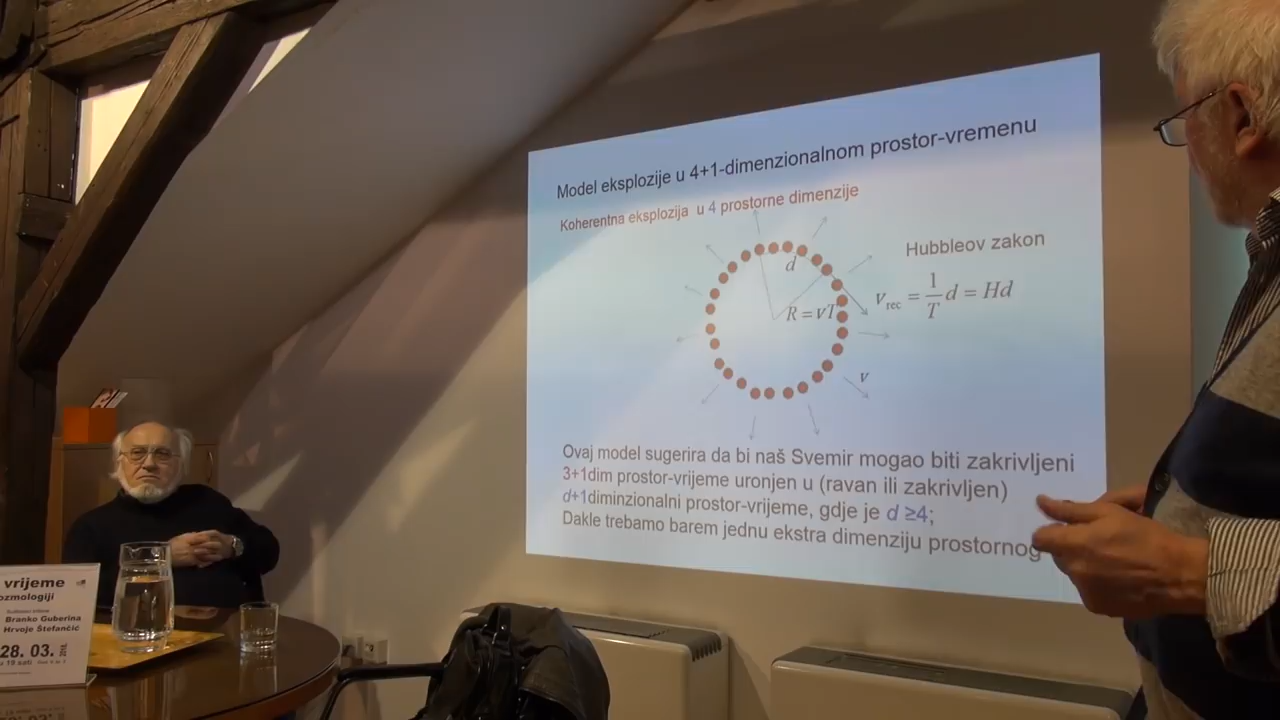 Model eksplozije u 4+1-dimenzionalnom prostor-vremenu
Koherentna eksplozija u 4 prostorne dimenzije
Hubbleov zakon
d
R = vT
v_rec = 1/T d = Hd
v
Ovaj model sugerira da bi naš Svemir mogao biti zakrivljeni
3+1dim prostor-vrijeme uronjen u (ravan ili zakrivljen)
d+1diminzionalni prostor-vrijeme, gdje je d ≥4;
Dakle trebamo barem jednu ekstra dimenziju prostornog
vrijeme
ozmologiji
Branko Guberina
Hrvoje Štefančić
28. 03.
u 19 sati